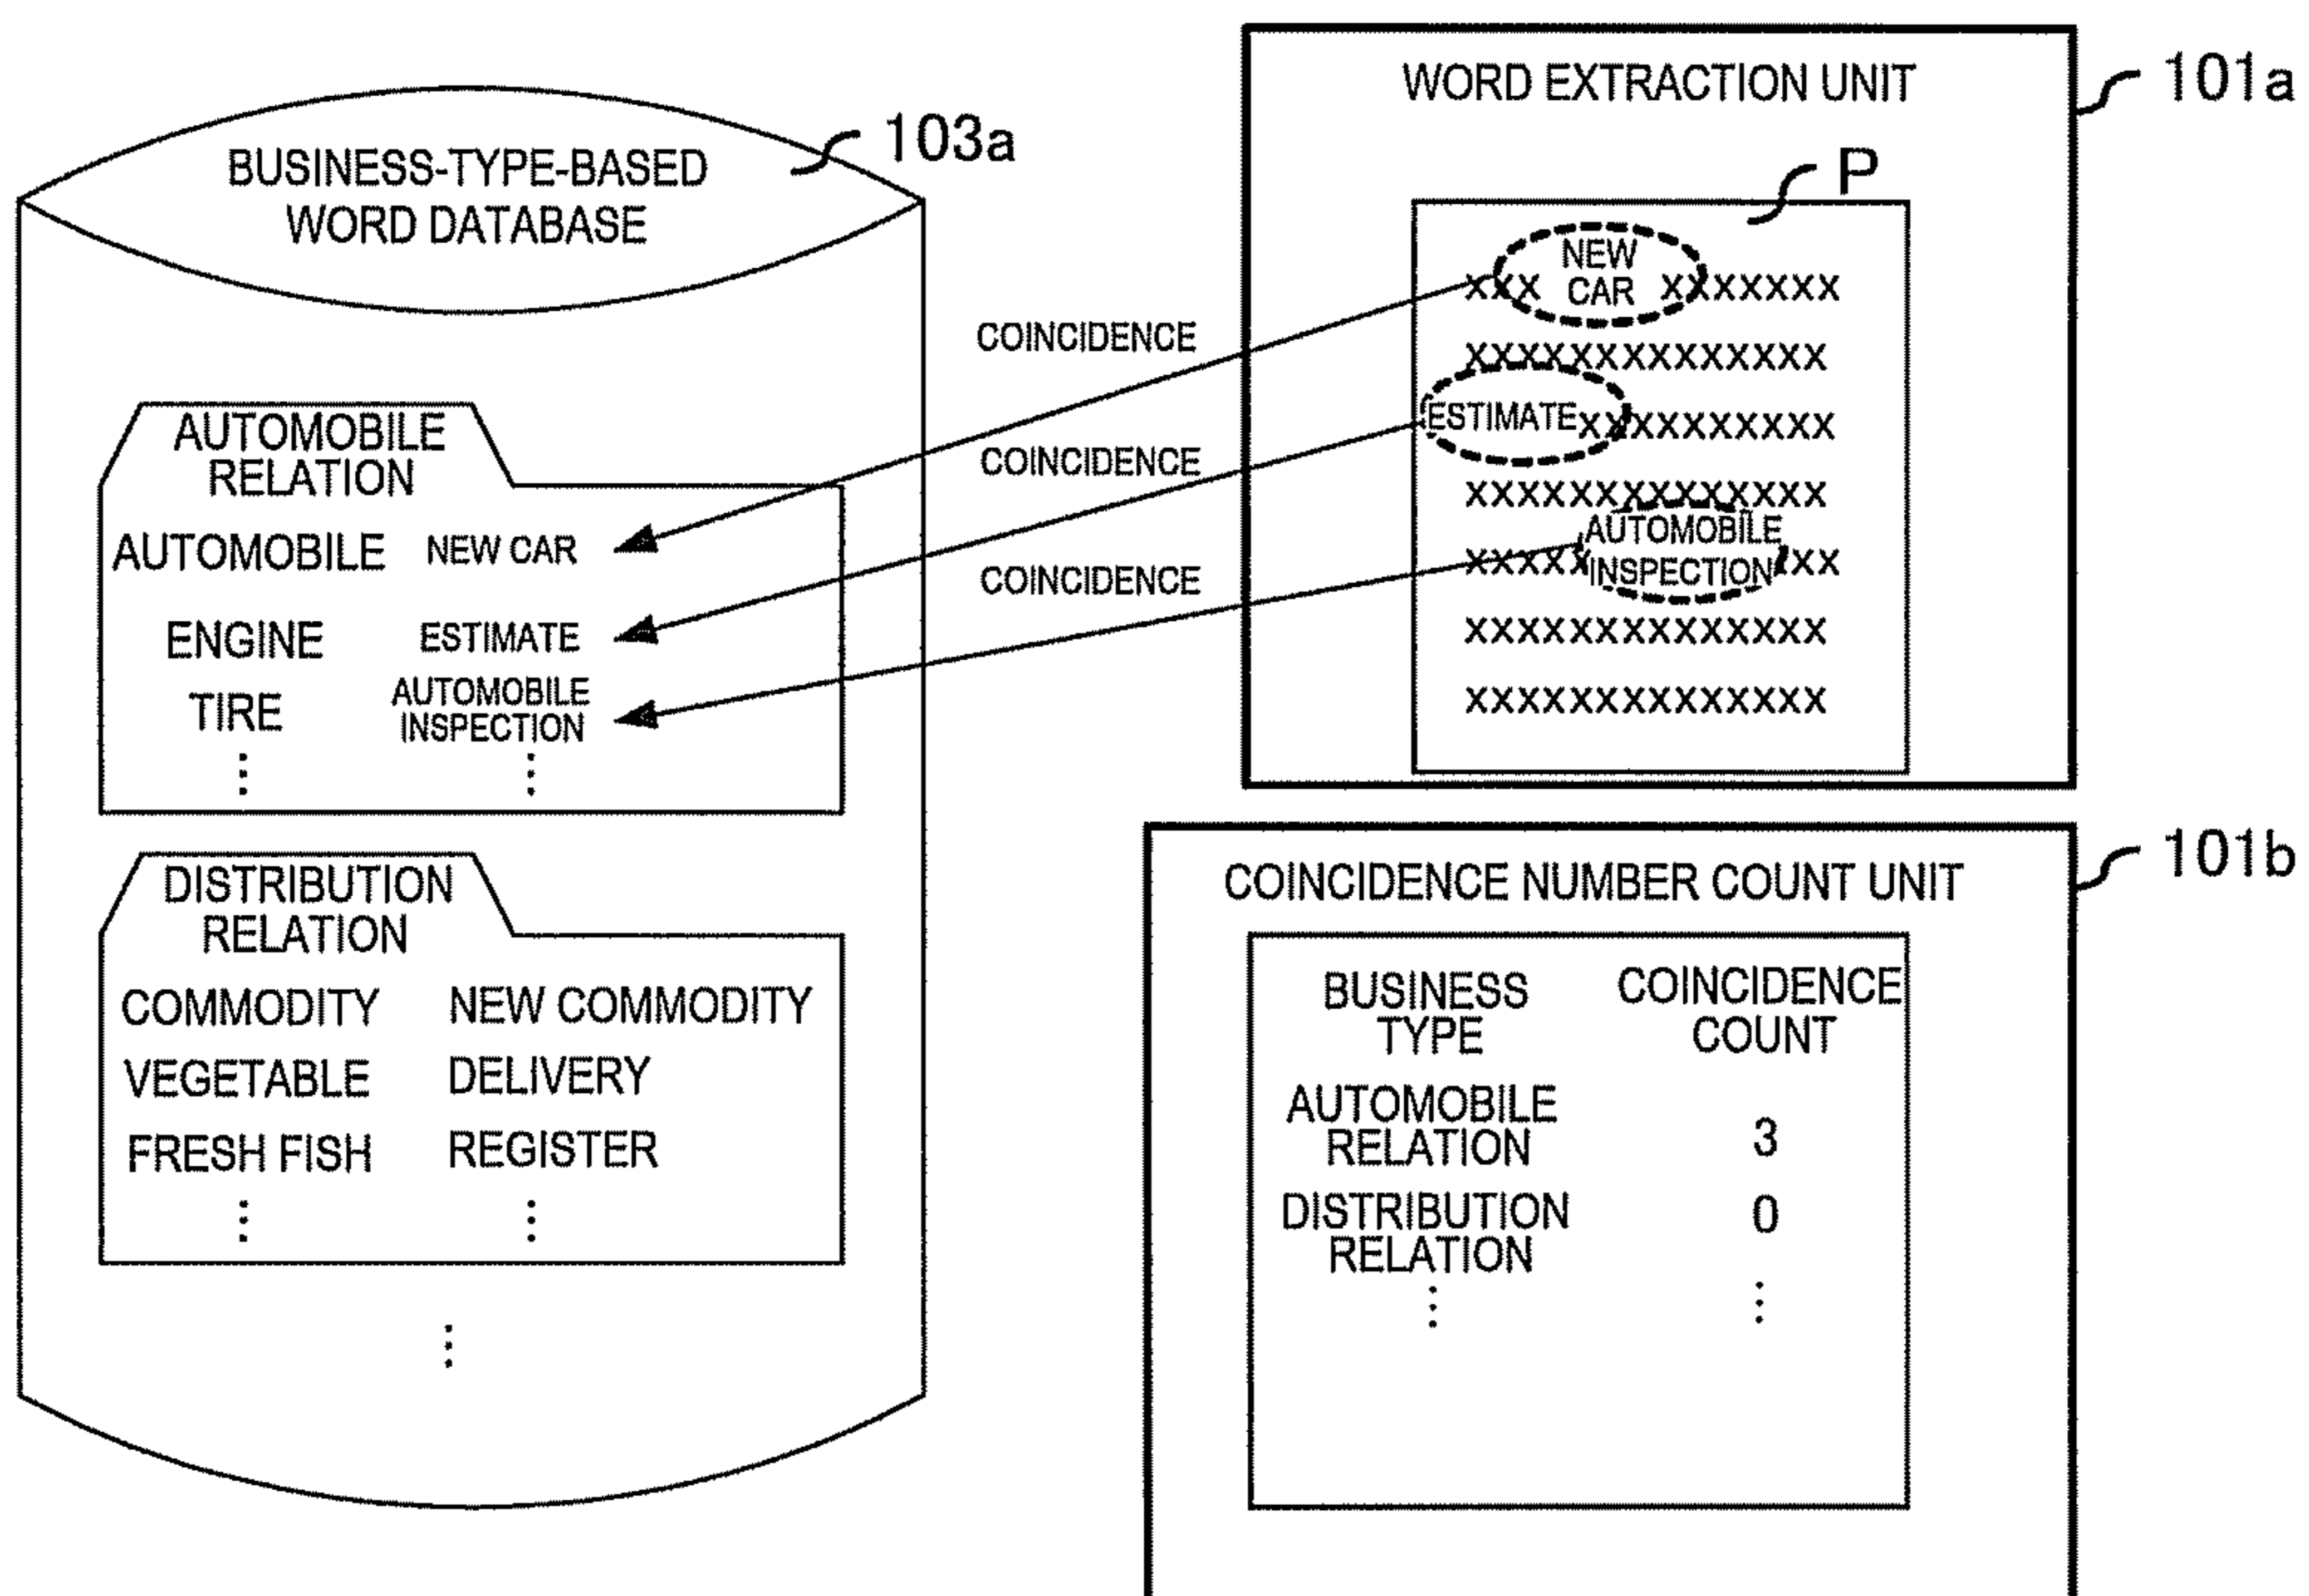 BUSINESS-TYPE-BASED
WORD DATABASE
103a
AUTOMOBILE
RELATION
AUTOMOBILE NEW CAR
ENGINE ESTIMATE
TIRE AUTOMOBILE
INSPECTION
⋮ ⋮
DISTRIBUTION
RELATION
COMMODITY NEW COMMODITY
VEGETABLE DELIVERY
FRESH FISH REGISTER
⋮ ⋮
⋮
COINCIDENCE
COINCIDENCE
COINCIDENCE
WORD EXTRACTION UNIT
101a
P
NEW
XXX CAR XXXXXXX
XXXXXXXXXXXXXX
ESTIMATE XXXXXXXXXX
XXXXXXXXXXXXXX
AUTOMOBILE
XXXXX INSPECTION XX
XXXXXXXXXXXXXX
XXXXXXXXXXXXXX
COINCIDENCE NUMBER COUNT UNIT
101b
BUSINESS COINCIDENCE
TYPE COUNT
AUTOMOBILE
RELATION 3
DISTRIBUTION 0
RELATION
⋮ ⋮